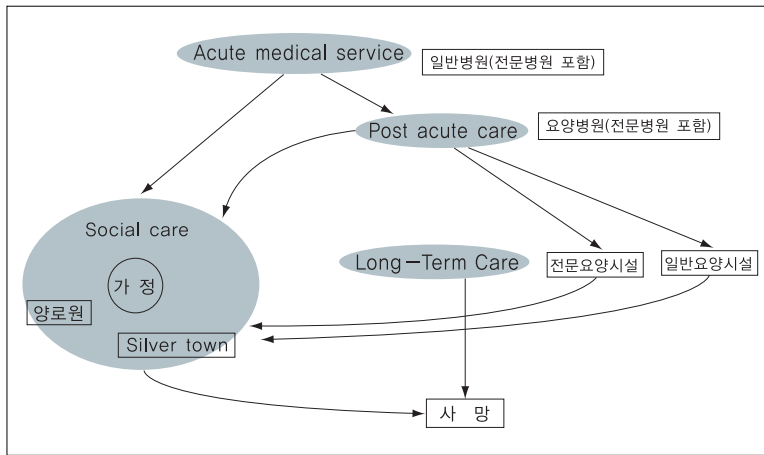 Acute medical service
일반병원(전문병원 포함)
Post acute care
요양병원(전문병원 포함)
Social care
가 정
양로원
Silver town
Long-Term Care
전문요양시설
일반요양시설
사 망